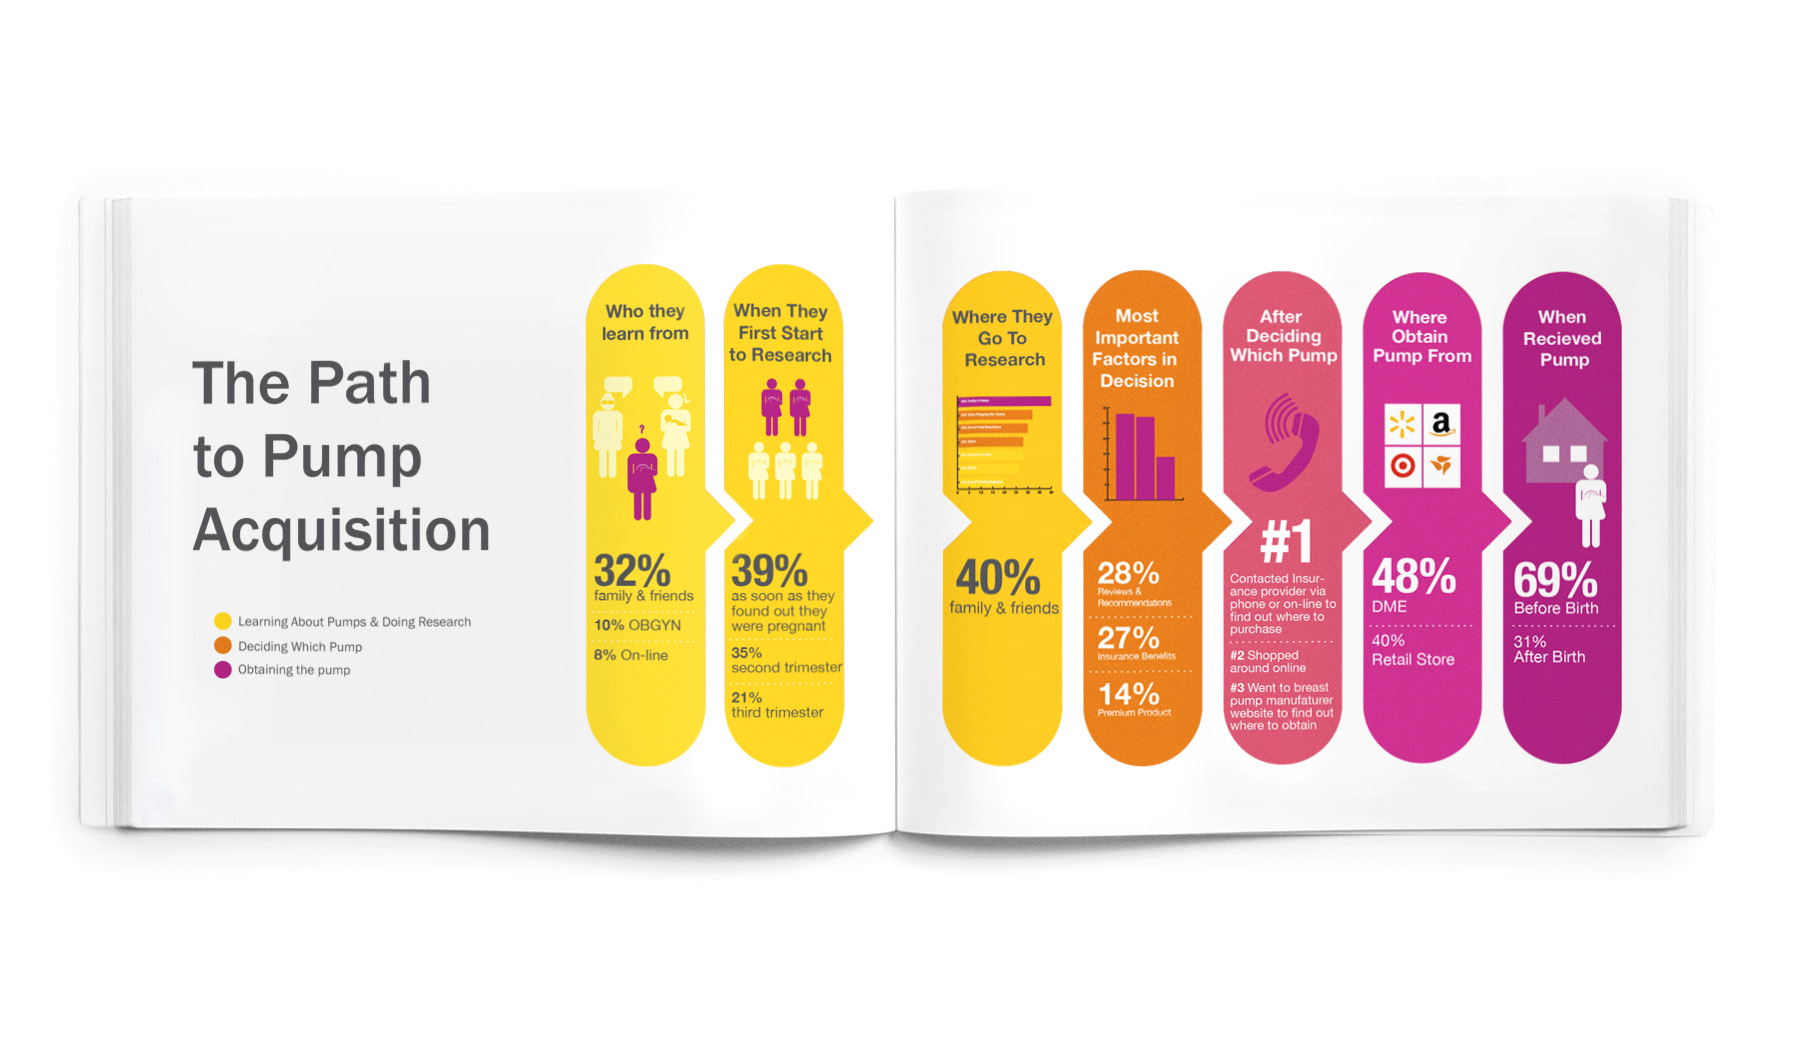 The Path
to Pump
Acquisition
Learning About Pumps & Doing Research
Deciding Which Pump
Obtaining the pump
Who they
learn from
?
32%
family & friends
10% OBGYN
8% On-line
When They
First Start
to Research
39%
as soon as they
found out they
were pregnant
35%
second trimester
21%
third trimester
Where They
Go To
Research
40%
family & friends
Most
Important
Factors in
Decision
28%
Reviews &
Recommendations
27%
Insurance Benefits
14%
Premium Product
After
Deciding
Which Pump
#1
Contacted Insur-
ance provider via
phone or on-line to
find out where to
purchase
#2 Shopped
around online
#3 Went to breast
pump manufaturer
website to find out
where to obtain
Where
Obtain
Pump From
a
48%
DME
40%
Retail Store
When
Recieved
Pump
69%
Before Birth
31%
After Birth